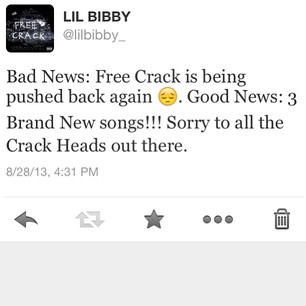 FREE
CRACK
LIL BIBBY
@lilbibby_
Bad News: Free Crack is being
pushed back again 😔. Good News: 3
Brand New songs!!! Sorry to all the
Crack Heads out there.
8/28/13, 4:31 PM